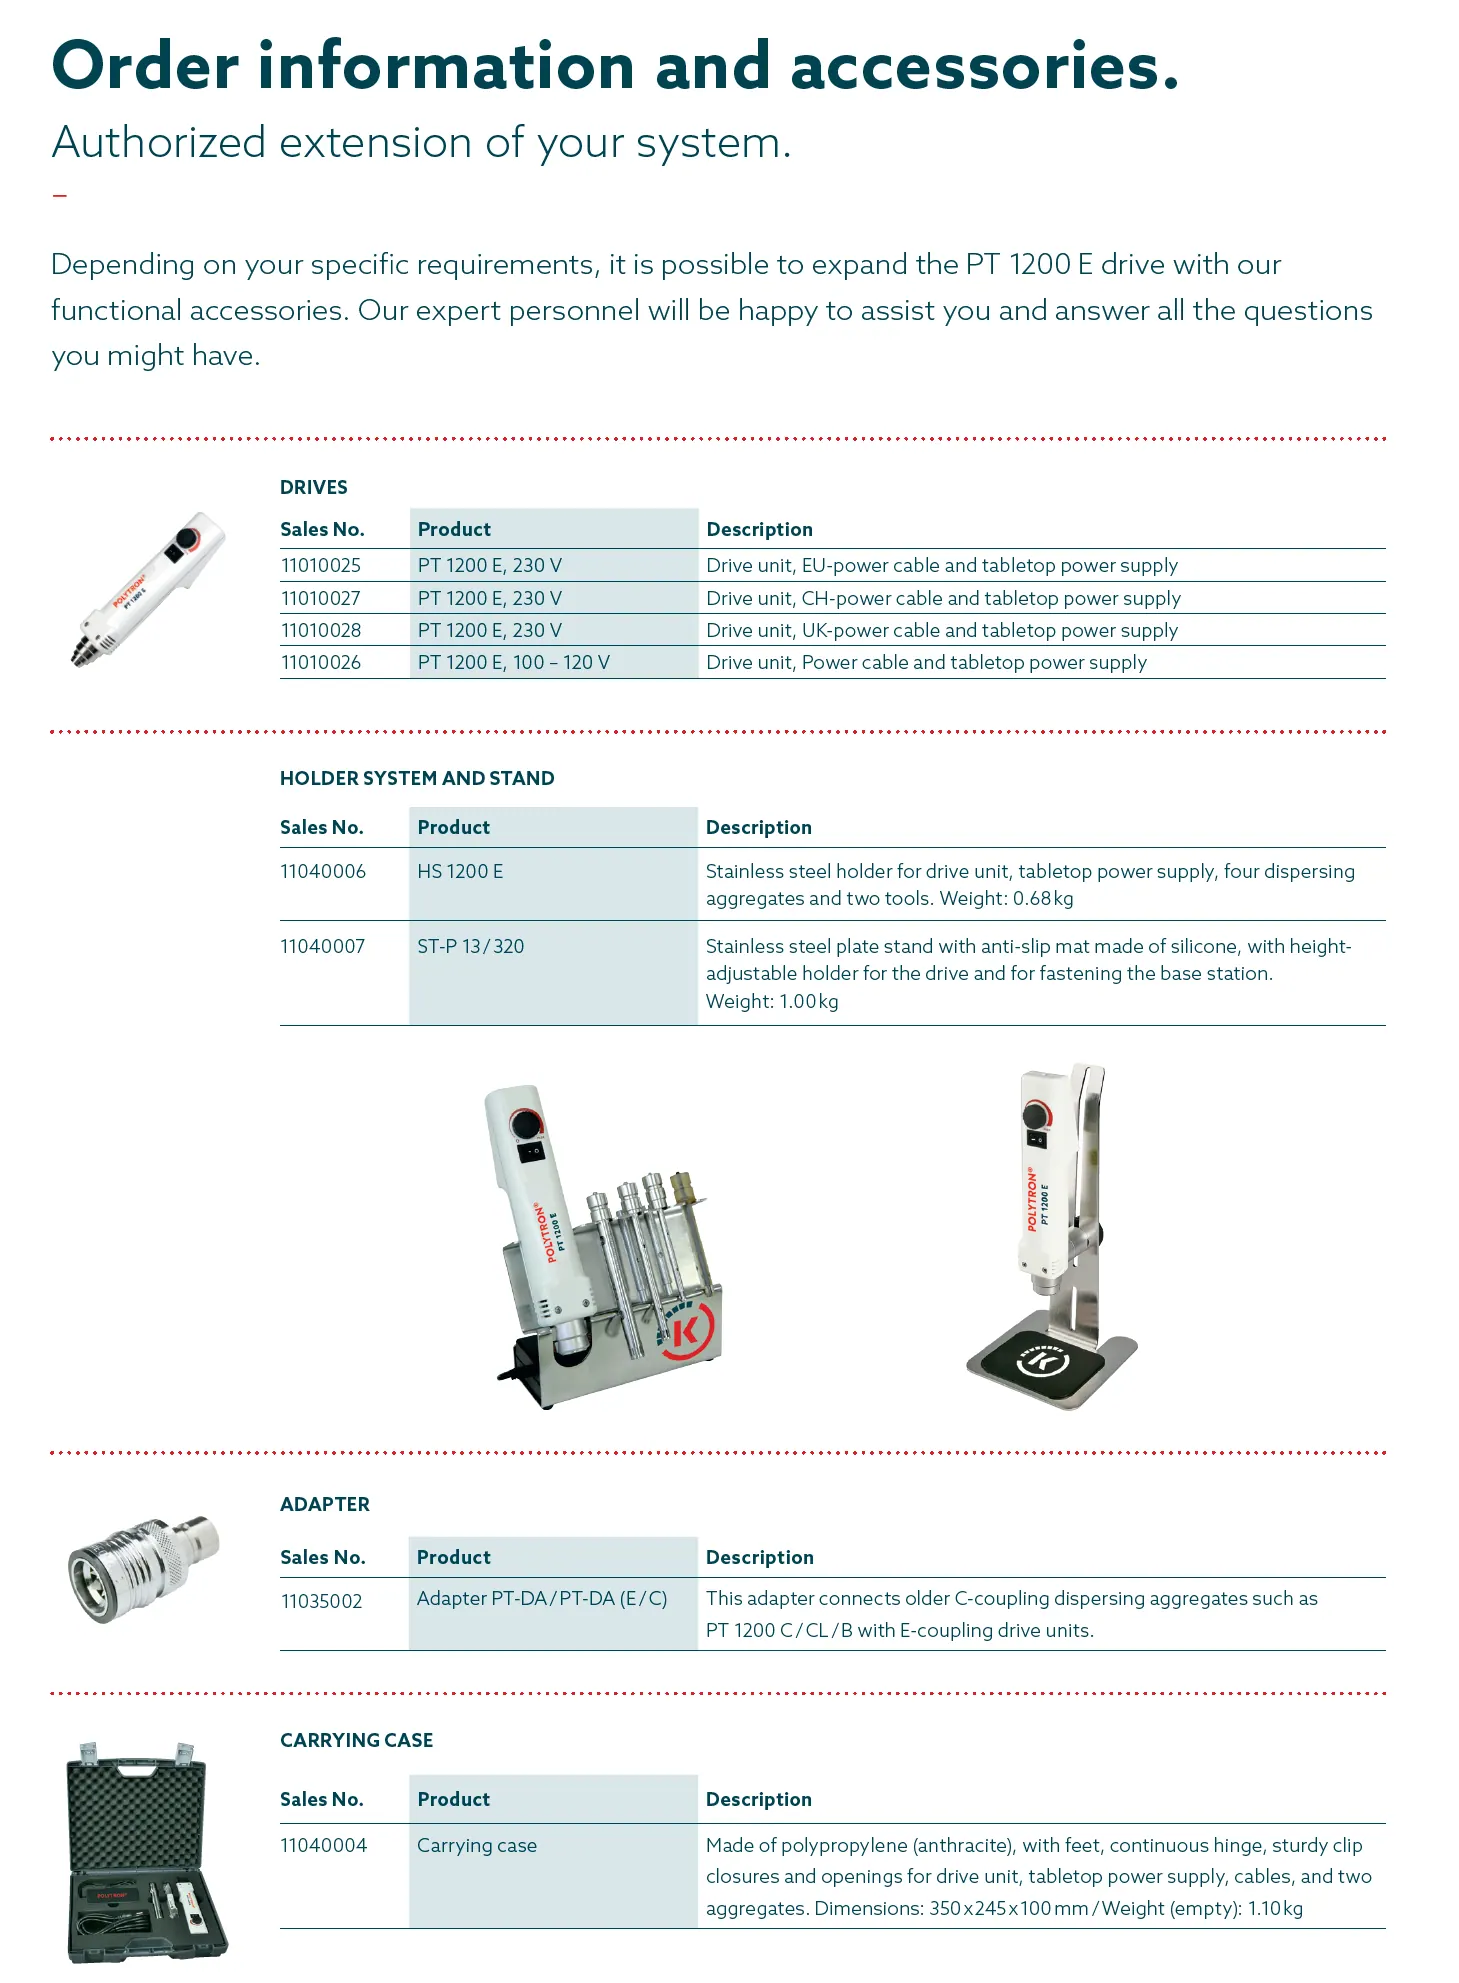 Order information and accessories.
Authorized extension of your system.
–
Depending on your specific requirements, it is possible to expand the PT 1200 E drive with our
functional accessories. Our expert personnel will be happy to assist you and answer all the questions
you might have.
DRIVES
Sales No. Product Description
11010025 PT 1200 E, 230 V Drive unit, EU-power cable and tabletop power supply
11010027 PT 1200 E, 230 V Drive unit, CH-power cable and tabletop power supply
11010028 PT 1200 E, 230 V Drive unit, UK-power cable and tabletop power supply
11010026 PT 1200 E, 100 – 120 V Drive unit, Power cable and tabletop power supply
POLYTRON®
PT 1200 E
HOLDER SYSTEM AND STAND
Sales No. Product Description
11040006 HS 1200 E Stainless steel holder for drive unit, tabletop power supply, four dispersing
aggregates and two tools. Weight: 0.68 kg
11040007 ST-P 13 / 320 Stainless steel plate stand with anti-slip mat made of silicone, with height-
adjustable holder for the drive and for fastening the base station.
Weight: 1.00 kg
POLYTRON®
PT 1200 E
K
POLYTRON®
PT 1200 E
K
ADAPTER
Sales No. Product Description
11035002 Adapter PT-DA / PT-DA (E / C) This adapter connects older C-coupling dispersing aggregates such as
PT 1200 C / CL / B with E-coupling drive units.
CARRYING CASE
Sales No. Product Description
11040004 Carrying case Made of polypropylene (anthracite), with feet, continuous hinge, sturdy clip
closures and openings for drive unit, tabletop power supply, cables, and two
aggregates. Dimensions: 350 x 245 x 100 mm / Weight (empty): 1.10 kg
POLYTRON®